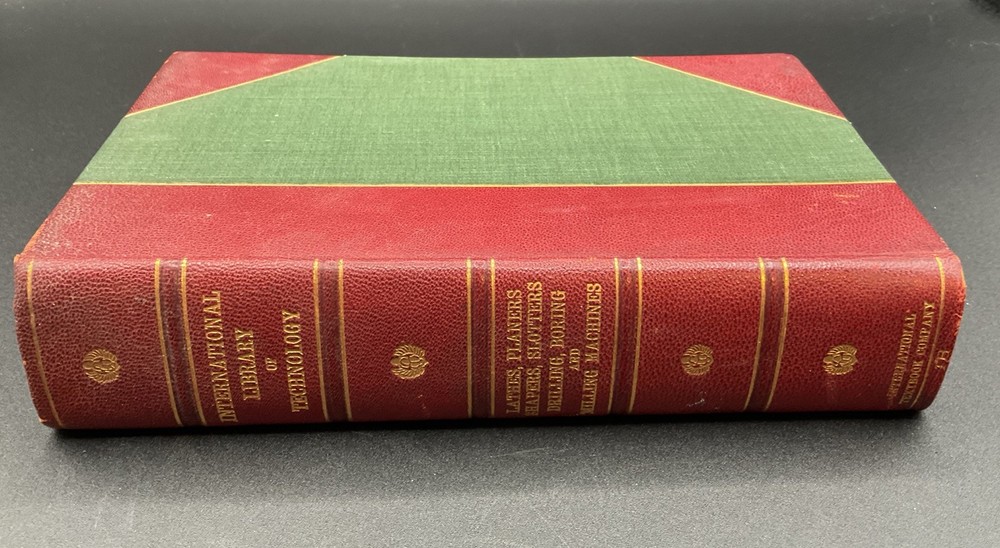 INTERNATIONAL
LIBRARY
OF
TECHNOLOGY
LATHES, PLANERS
SHAPERS, SLOTTERS
DRILLING, BORING
AND
MILLING MACHINES
INTERNATIONAL
TEXTBOOK COMPANY